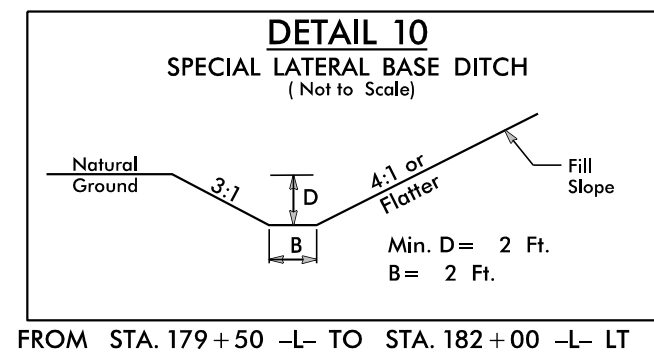 DETAIL 10
SPECIAL LATERAL BASE DITCH
( Not to Scale)
Natural
Ground
3:1
D
4:1 or
Flatter
Fill
Slope
B
Min. D= 2 Ft.
B= 2 Ft.
FROM STA. 179+50 -L- TO STA. 182+00 -L- LT